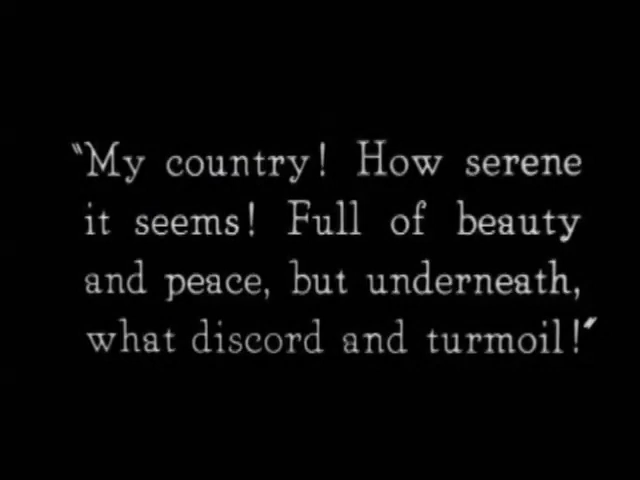 "My country! How serene
it seems! Full of beauty
and peace, but underneath,
what discord and turmoil!"